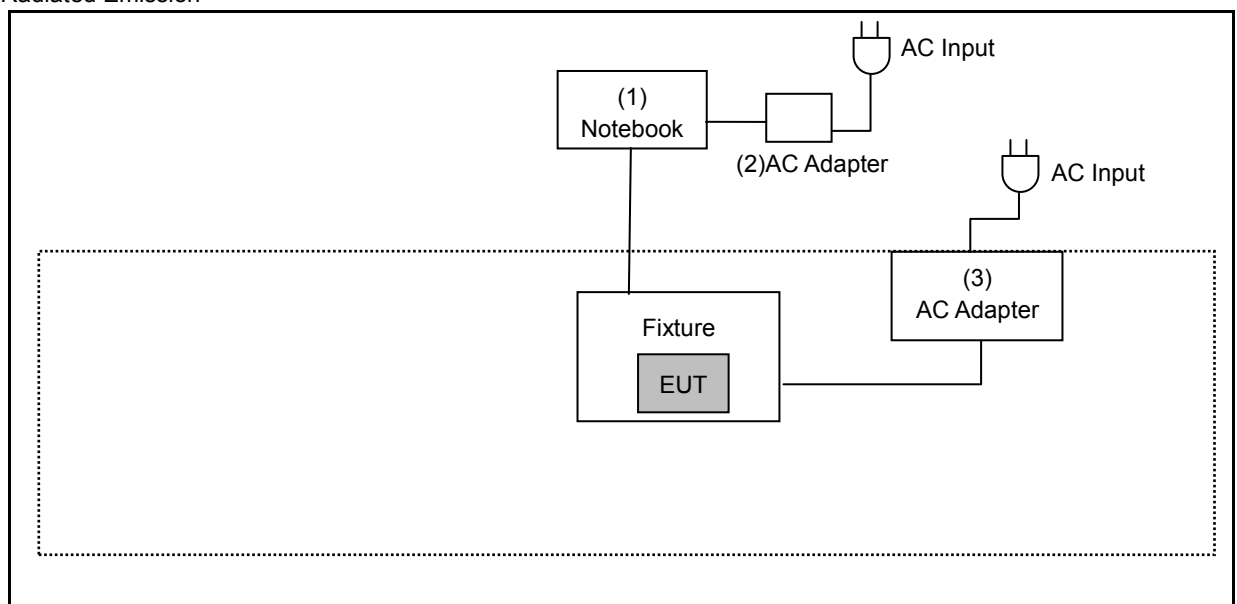 Radiated Emission
AC Input
(1)
Notebook
(2)AC Adapter
AC Input
(3)
AC Adapter
Fixture
EUT